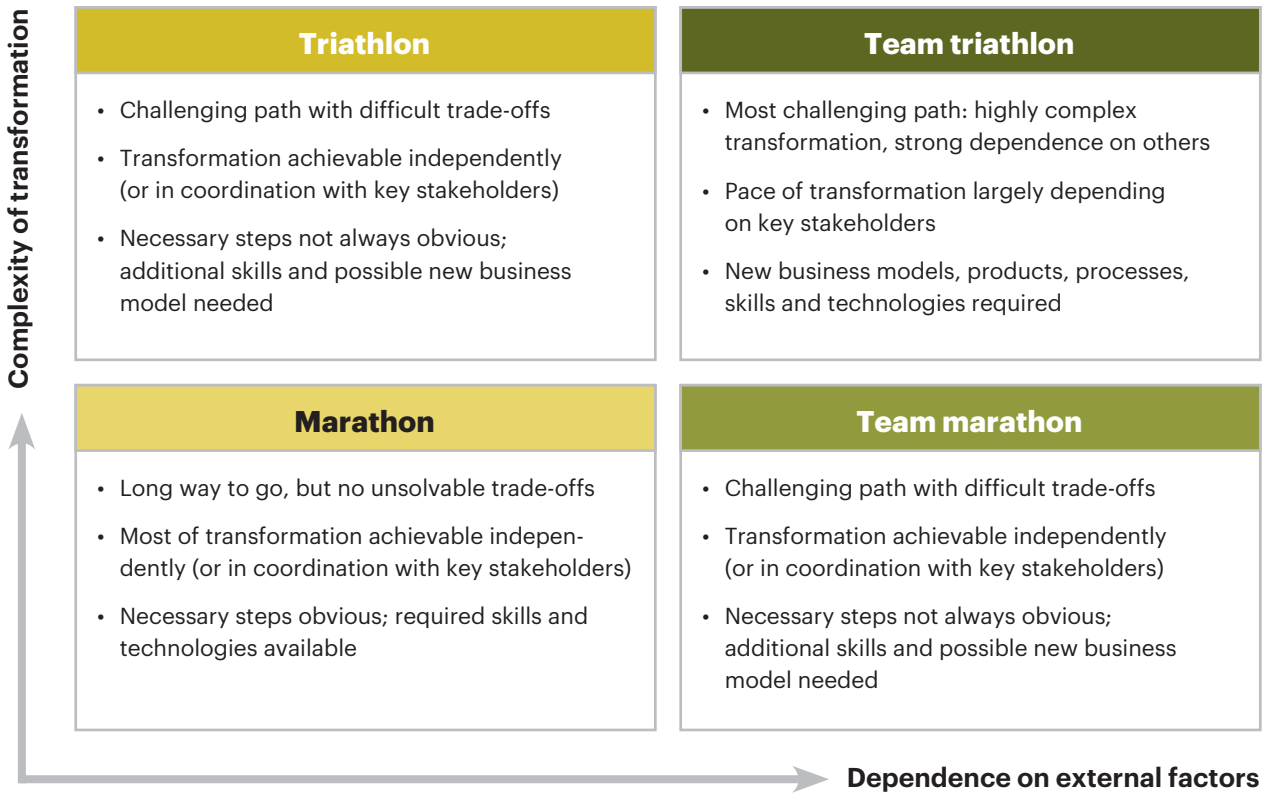 Complexity of transformation
Triathlon
• Challenging path with difficult trade-offs
• Transformation achievable independently
(or in coordination with key stakeholders)
• Necessary steps not always obvious;
additional skills and possible new business
model needed
Team triathlon
• Most challenging path: highly complex
transformation, strong dependence on others
• Pace of transformation largely depending
on key stakeholders
• New business models, products, processes,
skills and technologies required
Marathon
• Long way to go, but no unsolvable trade-offs
• Most of transformation achievable indepen-
dently (or in coordination with key stakeholders)
• Necessary steps obvious; required skills and
technologies available
Team marathon
• Challenging path with difficult trade-offs
• Transformation achievable independently
(or in coordination with key stakeholders)
• Necessary steps not always obvious;
additional skills and possible new business
model needed
Dependence on external factors